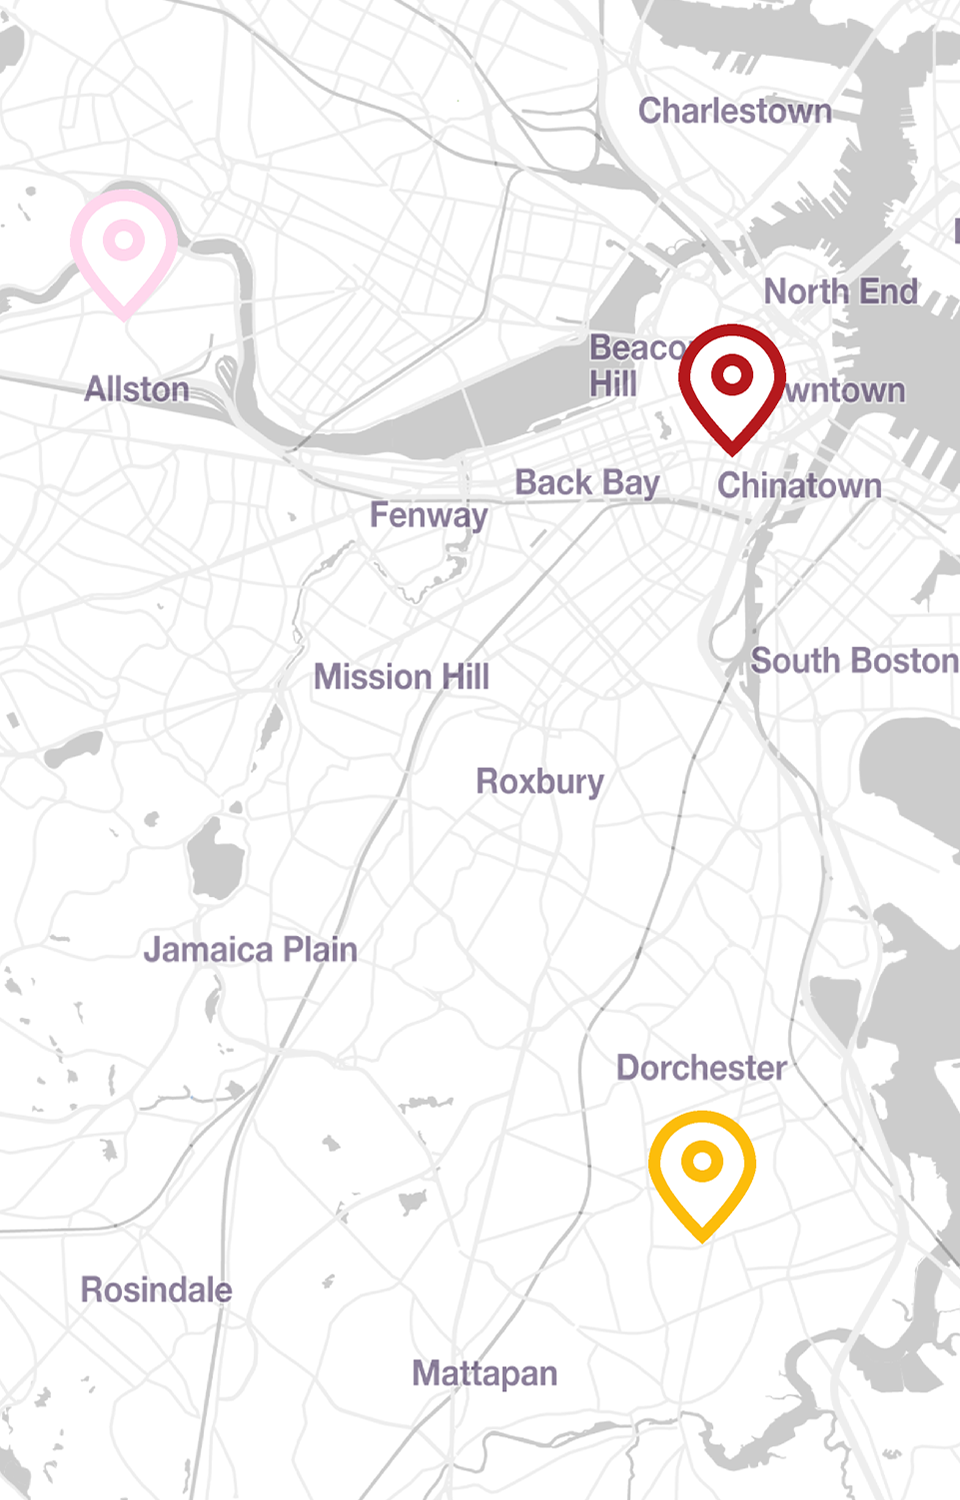 Charlestown
North End
Beaco
Hill
wntown
Allston
Back Bay
Chinatown
Fenway
South Boston
Mission Hill
Roxbury
Jamaica Plain
Dorchester
Rosindale
Mattapan